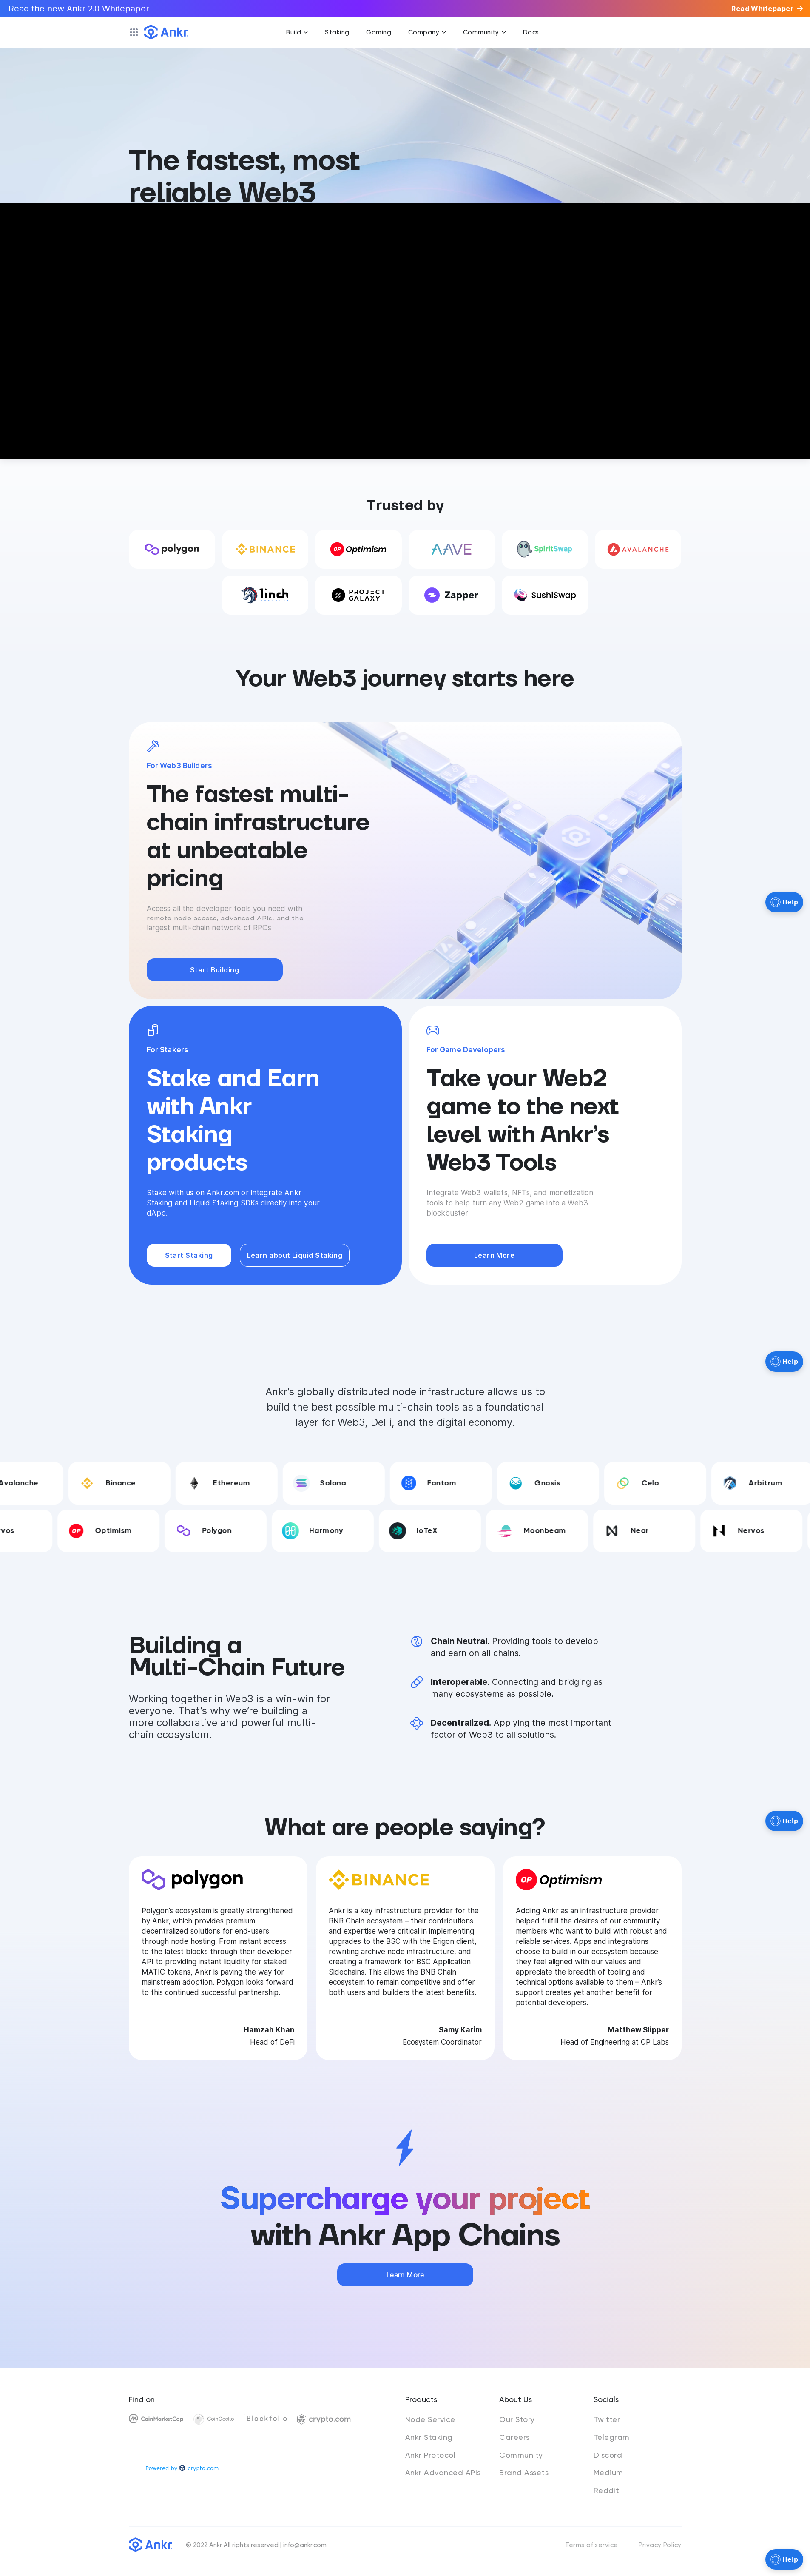 Read the new Ankr 2.0 Whitepaper
Read Whitepaper
Ankr
Build
Staking
Gaming
Company
Community
Docs
The fastest, most
reliable Web3
Trusted by
polygon
BINANCE
OP Optimism
AAVE
SpiritSwap
AVALANCHE
1inch
PROJECT GALAXY
Zapper
SushiSwap
Your Web3 journey starts here
For Web3 Builders
The fastest multi-
chain infrastructure
at unbeatable
pricing
Access all the developer tools you need with
remote node access, advanced APIs, and the
largest multi-chain network of RPCs
Start Building
Help
For Stakers
Stake and Earn
with Ankr
Staking
products
Stake with us on Ankr.com or integrate Ankr
Staking and Liquid Staking SDKs directly into your
dApp.
Start Staking
Learn about Liquid Staking
For Game Developers
Take your Web2
game to the next
level with Ankr’s
Web3 Tools
Integrate Web3 wallets, NFTs, and monetization
tools to help turn any Web2 game into a Web3
blockbuster
Learn More
Help
Ankr’s globally distributed node infrastructure allows us to
build the best possible multi-chain tools as a foundational
layer for Web3, DeFi, and the digital economy.
Avalanche
Binance
Ethereum
Solana
Fantom
Gnosis
Celo
Arbitrum
vos
OP
Optimism
Polygon
Harmony
IoTeX
Moonbeam
Near
Nervos
Building a
Multi-Chain Future
Working together in Web3 is a win-win for
everyone. That’s why we’re building a
more collaborative and powerful multi-
chain ecosystem.
Chain Neutral. Providing tools to develop
and earn on all chains.
Interoperable. Connecting and bridging as
many ecosystems as possible.
Decentralized. Applying the most important
factor of Web3 to all solutions.
What are people saying?
Help
polygon
Polygon’s ecosystem is greatly strengthened
by Ankr, which provides premium
decentralized solutions for end-users
through node hosting. From instant access
to the latest blocks through their developer
API to providing instant liquidity for staked
MATIC tokens, Ankr is paving the way for
mainstream adoption. Polygon looks forward
to this continued successful partnership.
Hamzah Khan
Head of DeFi
BINANCE
Ankr is a key infrastructure provider for the
BNB Chain ecosystem – their contributions
and expertise were critical in implementing
upgrades to the BSC with the Erigon client,
rewriting archive node infrastructure, and
creating a framework for BSC Application
Sidechains. This allows the BNB Chain
ecosystem to remain competitive and offer
both users and builders the latest benefits.
Samy Karim
Ecosystem Coordinator
OP Optimism
Adding Ankr as an infrastructure provider
helped fulfill the desires of our community
members who want to build with robust and
reliable services. Apps and integrations
choose to build in our ecosystem because
they feel aligned with our values and
appreciate the breadth of tooling and
technical options available to them – Ankr’s
support creates yet another benefit for
potential developers.
Matthew Slipper
Head of Engineering at OP Labs
Supercharge your project
with Ankr App Chains
Learn More
Find on
CoinMarketCap
CoinGecko
Blockfolio
crypto.com
Powered by crypto.com
Products
Node Service
Ankr Staking
Ankr Protocol
Ankr Advanced APIs
About Us
Our Story
Careers
Community
Brand Assets
Socials
Twitter
Telegram
Discord
Medium
Reddit
Ankr
© 2022 Ankr All rights reserved | info@ankr.com
Terms of service
Privacy Policy
Help